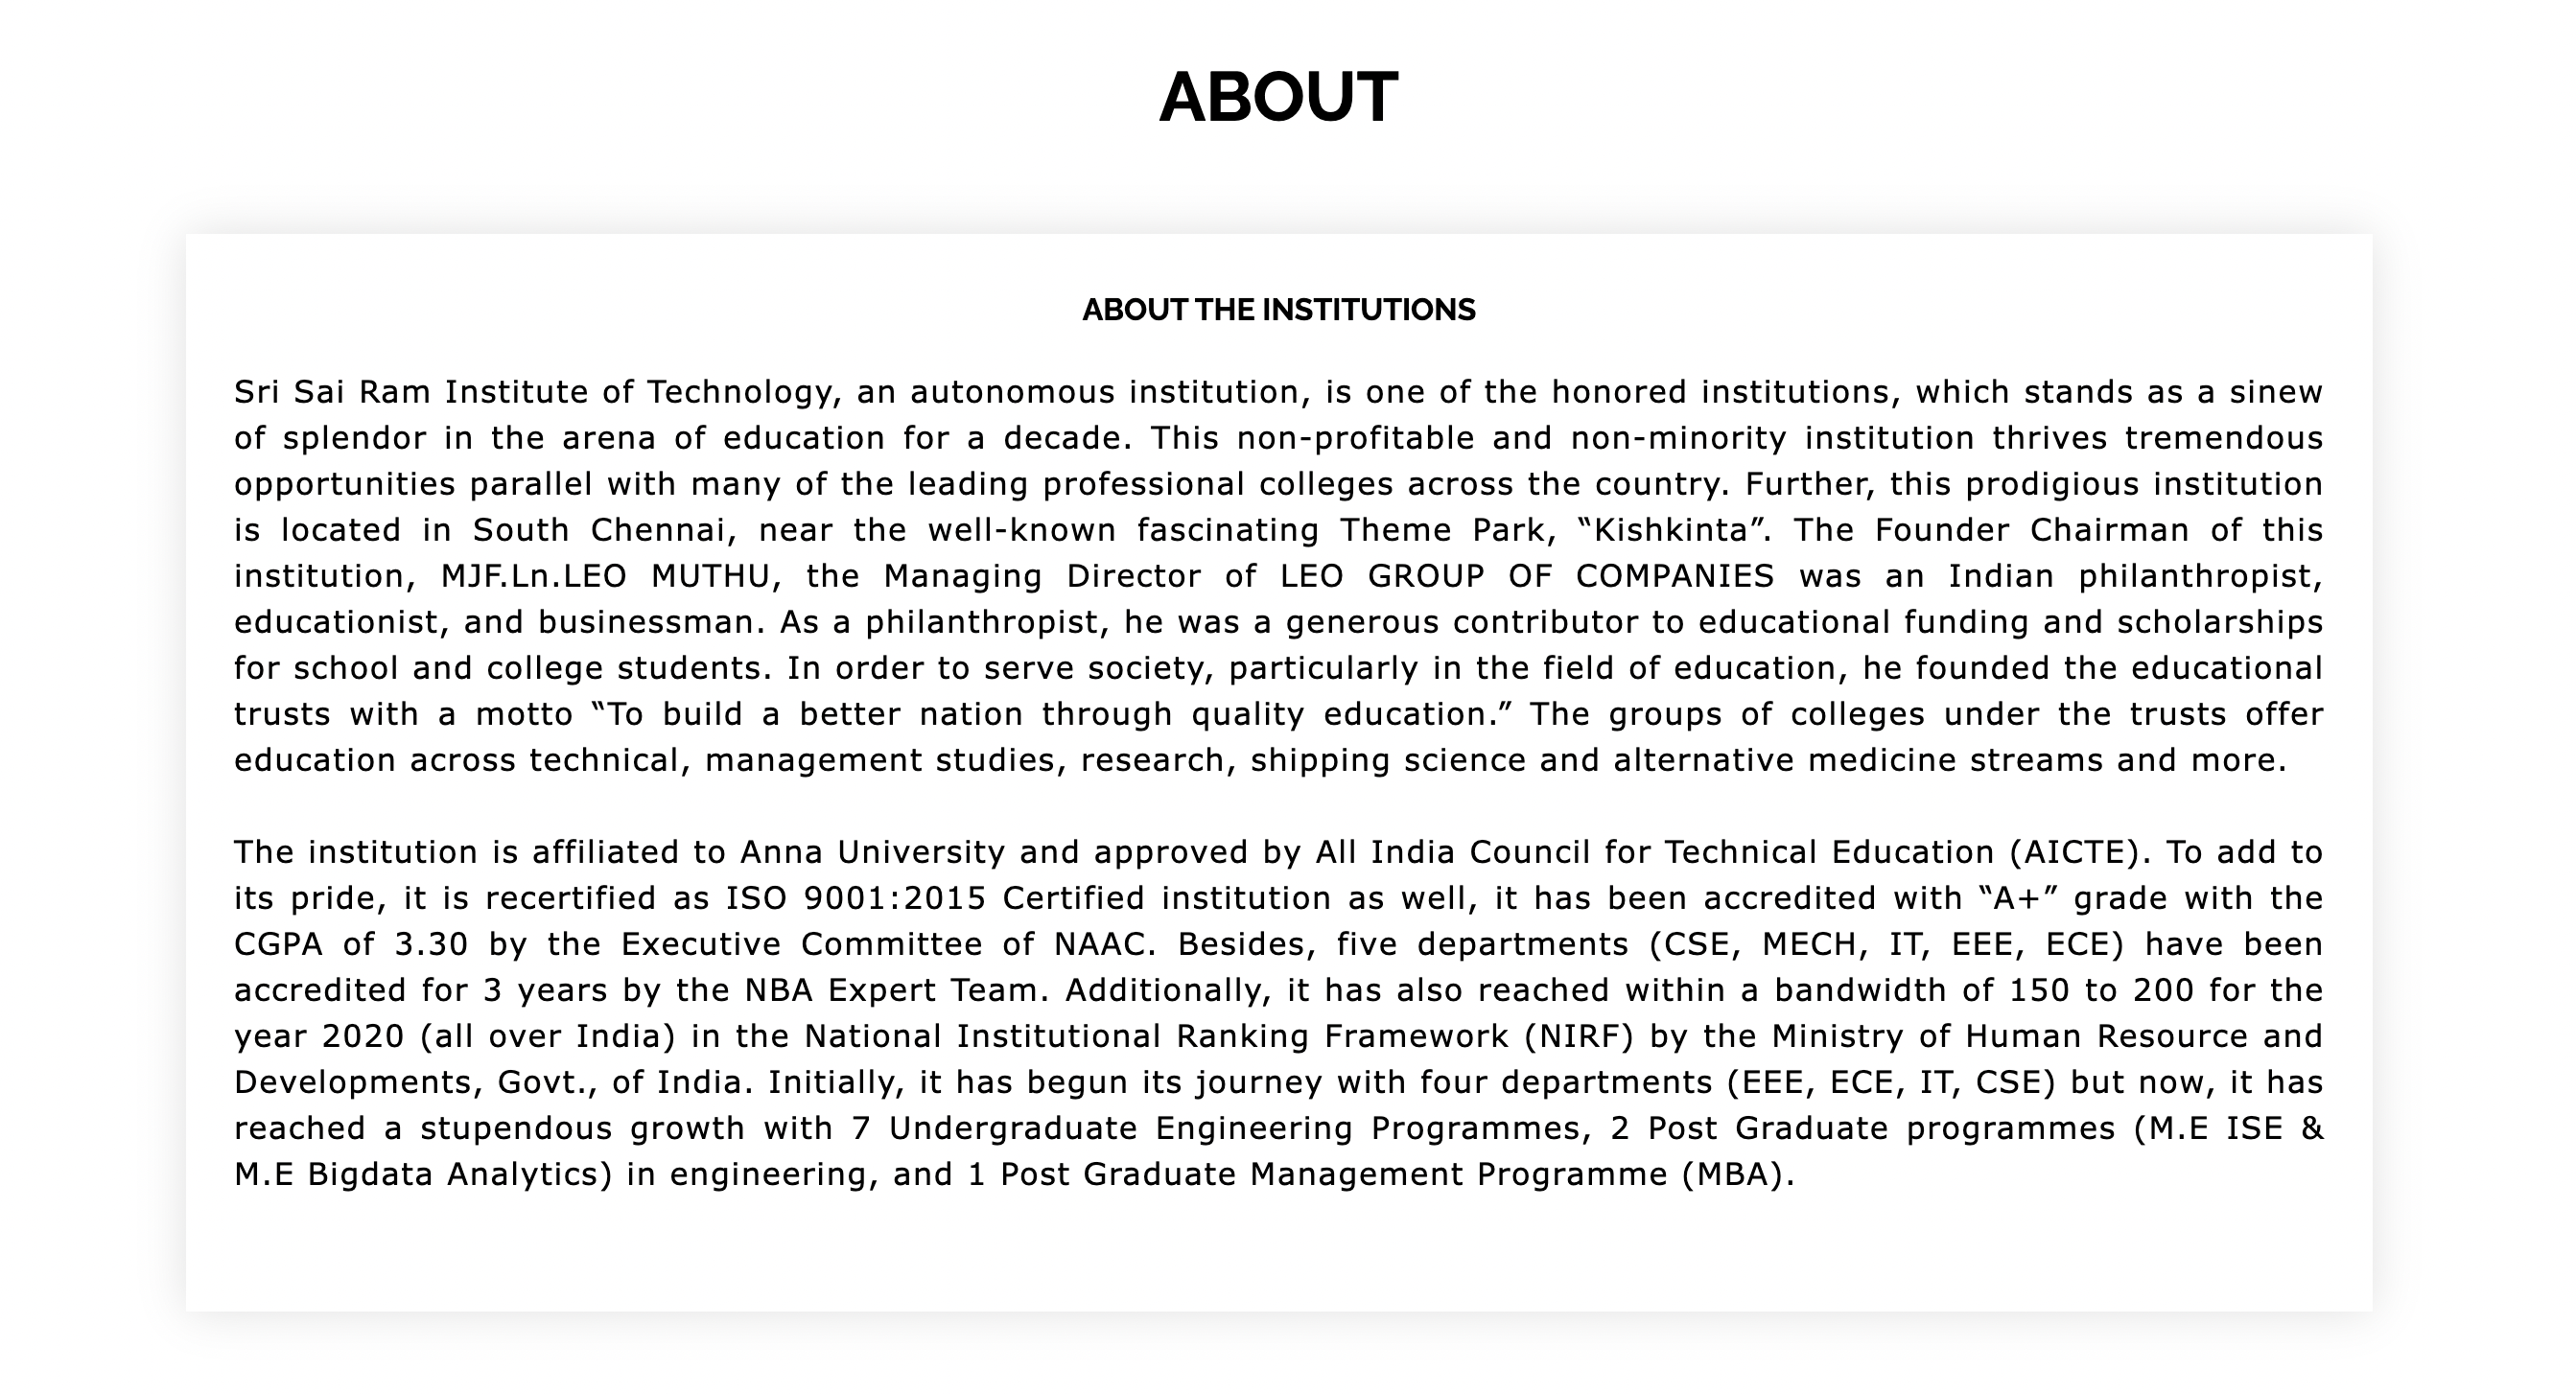 ABOUT
ABOUT THE INSTITUTIONS
Sri Sai Ram Institute of Technology, an autonomous institution, is one of the honored institutions, which stands as a sinew
of splendor in the arena of education for a decade. This non-profitable and non-minority institution thrives tremendous
opportunities parallel with many of the leading professional colleges across the country. Further, this prodigious institution
is located in South Chennai, near the well-known fascinating Theme Park, “Kishkinta”. The Founder Chairman of this
institution, MJF.Ln.LEO MUTHU, the Managing Director of LEO GROUP OF COMPANIES was an Indian philanthropist,
educationist, and businessman. As a philanthropist, he was a generous contributor to educational funding and scholarships
for school and college students. In order to serve society, particularly in the field of education, he founded the educational
trusts with a motto “To build a better nation through quality education.” The groups of colleges under the trusts offer
education across technical, management studies, research, shipping science and alternative medicine streams and more.
The institution is affiliated to Anna University and approved by All India Council for Technical Education (AICTE). To add to
its pride, it is recertified as ISO 9001:2015 Certified institution as well, it has been accredited with “A+” grade with the
CGPA of 3.30 by the Executive Committee of NAAC. Besides, five departments (CSE, MECH, IT, EEE, ECE) have been
accredited for 3 years by the NBA Expert Team. Additionally, it has also reached within a bandwidth of 150 to 200 for the
year 2020 (all over India) in the National Institutional Ranking Framework (NIRF) by the Ministry of Human Resource and
Developments, Govt., of India. Initially, it has begun its journey with four departments (EEE, ECE, IT, CSE) but now, it has
reached a stupendous growth with 7 Undergraduate Engineering Programmes, 2 Post Graduate programmes (M.E ISE &
M.E Bigdata Analytics) in engineering, and 1 Post Graduate Management Programme (MBA).